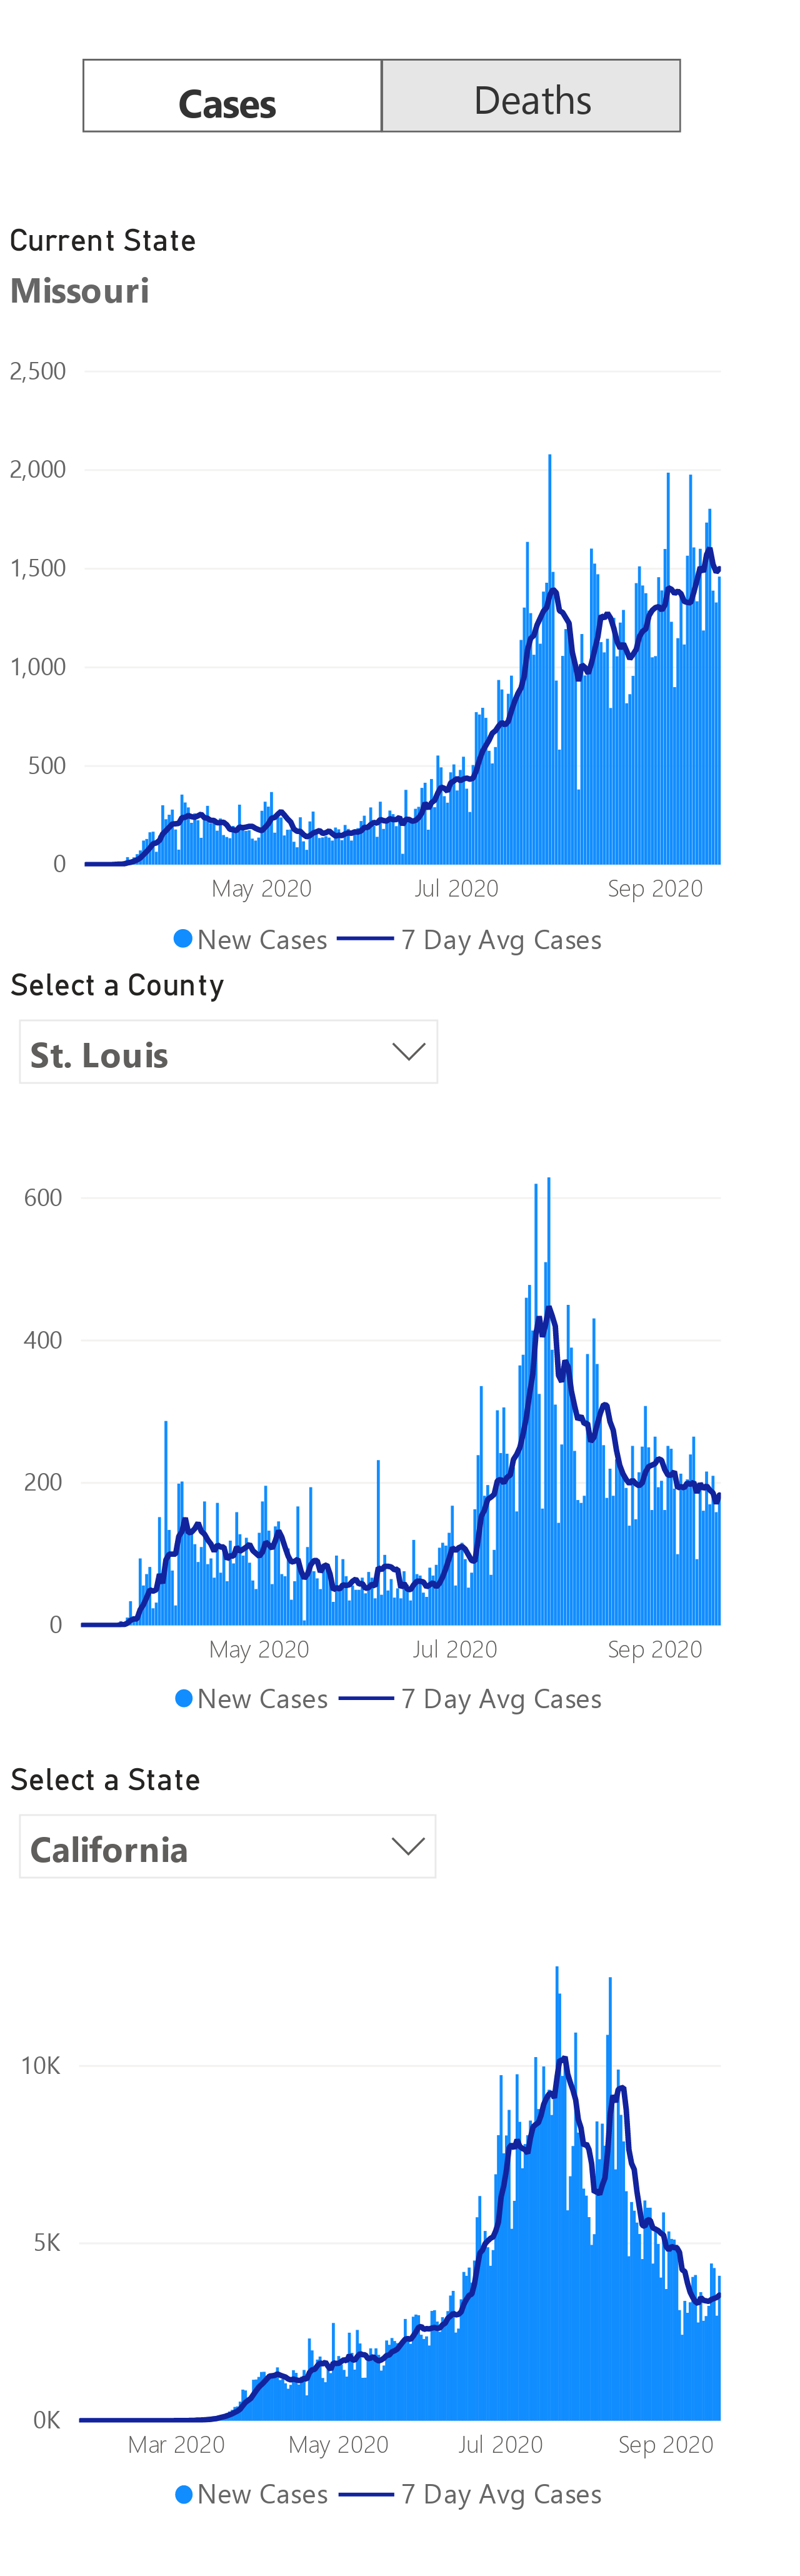 Cases Deaths
Current State
Missouri
2,500
2,000
1,500
1,000
500
0
May 2020 Jul 2020 Sep 2020
New Cases 7 Day Avg Cases
Select a County
St. Louis
600
400
200
0
May 2020 Jul 2020 Sep 2020
New Cases 7 Day Avg Cases
Select a State
California
10K
5K
0K
Mar 2020 May 2020 Jul 2020 Sep 2020
New Cases 7 Day Avg Cases